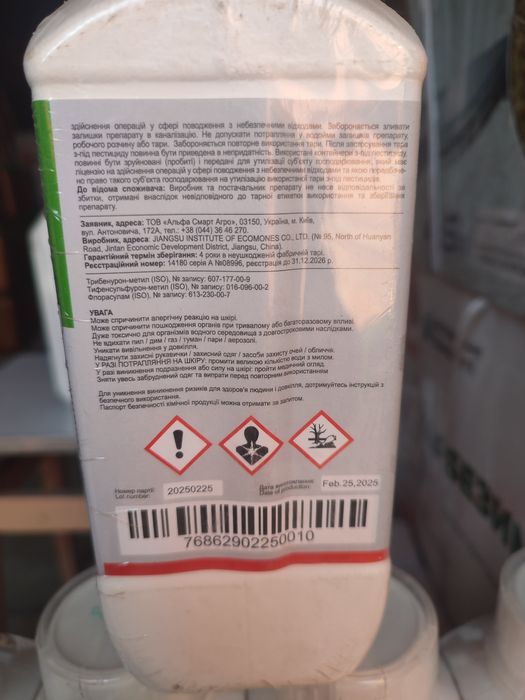 здійснення операцій у сфері поводження з небезпечними відходами. Забороняється зливати
залишки препарату в каналізацію. Не допускати потрапляння у водойми залишків препарату,
робочого розчину або тари. Забороняється повторне використання тари. Після застосування тара
з-під пестициду повинна бути приведена в непридатність. Використані контейнери з-під пестициду,
повинні бути зруйновані (пробиті) і передані для утилізації суб'єкту господарювання, який має
ліцензію на здійснення операцій у сфері поводження з небезпечними відходами та якою передбаче-
но право такого суб'єкта господарювання на утилізацію використаної тари з-під пестицидів.
До відома споживача: Виробник та постачальник препарату не несе відповідальність за
збитки, отримані внаслідок невідповідного до тарної етикетки використання та зберігання
препарату.
Заявник, адреса: ТОВ «Альфа Смарт Агро», 03150, Україна, м. Київ,
вул. Антоновича, 172А, тел.: +38 (044) 36 46 270.
Виробник, адреса: JIANGSU INSTITUTE OF ECOMONES CO., LTD. (№ 95, North of Huanyan
Road, Jintan Economic Development District, Jiangsu, China).
Гарантійний термін зберігання: 4 роки в неушкодженій фабричній тарі.
Реєстраційний номер: 14180 серія А №08996, реєстрація до 31.12.2026 р.
Трибенурон-метил (ISO), № запису: 607-177-00-9
Тифенсульфурон-метил (ISO), № запису: 016-096-00-2
Флорасулам (ISO), № запису: 613-230-00-7
УВАГА
Може спричинити алергічну реакцію на шкірі.
Може спричинити пошкодження органів при тривалому або багаторазовому впливі.
Дуже токсично для організмів водного середовища з довгостроковими наслідками.
Не вдихати пил / дим / газ / туман / пари / аерозолі.
Уникати вивільнення у довкілля.
Надягнути захисні рукавички / захисний одяг / засоби захисту очей / обличчя.
У РАЗІ ПОТРАПЛЯННЯ НА ШКІРУ: промити великою кількістю води з милом.
У разі виникнення подразнення або висипу на шкірі: пройти медичний огляд.
Зняти увесь забруднений одяг та випрати перед повторним використанням
Для уникнення виникнення ризиків для здоров'я людини і довкілля, дотримуйтесь інструкцій з
безпечного використання.
Паспорт безпечності хімічної продукції можна отримати за запитом.
Номер партії
Lot number:
20250225
Дата виготовлення
Date of production:
Feb.25,2025
76862902250010